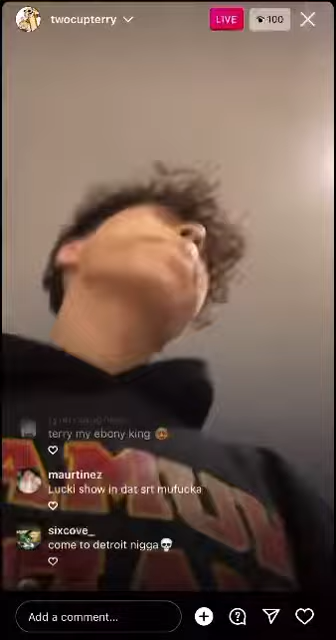 twocupterry
LIVE
100
terry my ebony king
maurtinez
Lucki show in dat srt mufucka
sixcove_
come to detroit nigga💀
Add a comment...